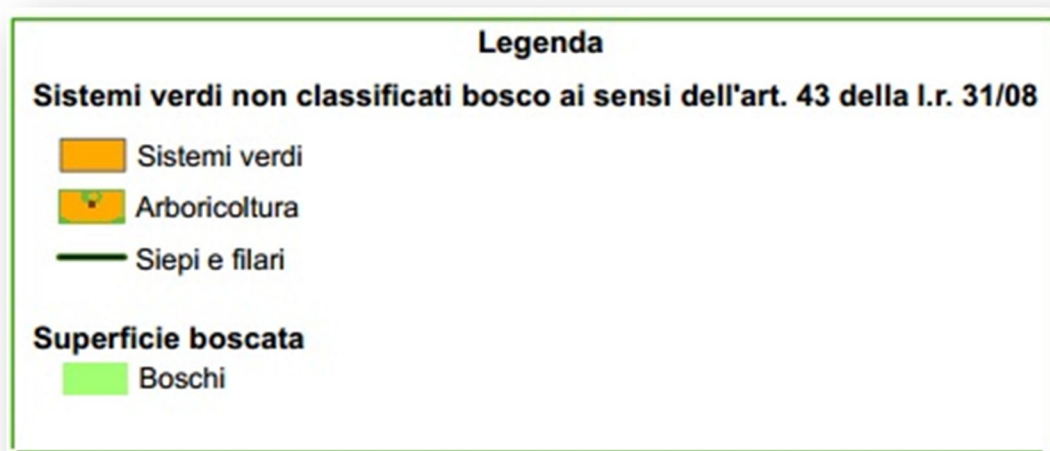 Legenda
Sistemi verdi non classificati bosco ai sensi dell'art. 43 della l.r. 31/08
Sistemi verdi
Arboricoltura
Siepi e filari
Superficie boscata
Boschi